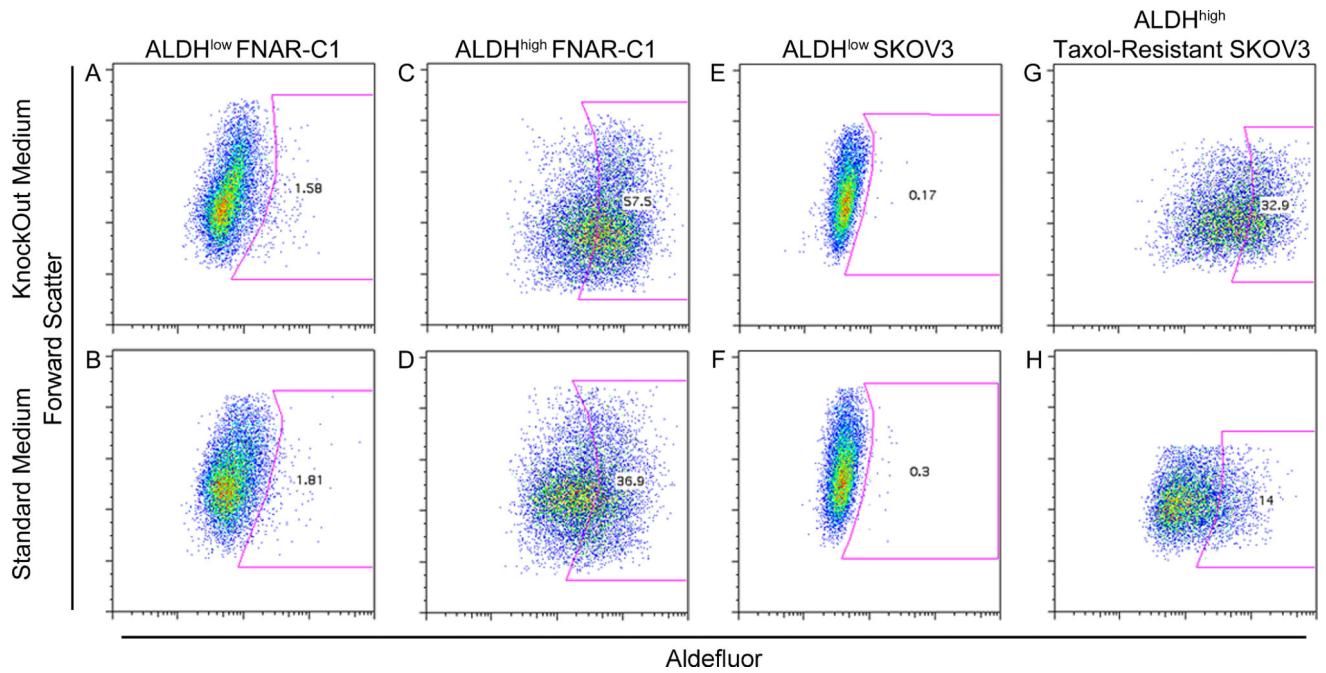 ALDHhigh
ALDHlow FNAR-C1
ALDHhigh FNAR-C1
ALDHlow SKOV3
Taxol-Resistant SKOV3
A
C
E
G
1.58
57.5
0.17
32.9
B
D
F
H
1.81
36.9
0.3
14
KnockOut Medium
Standard Medium
Forward Scatter
Aldefluor